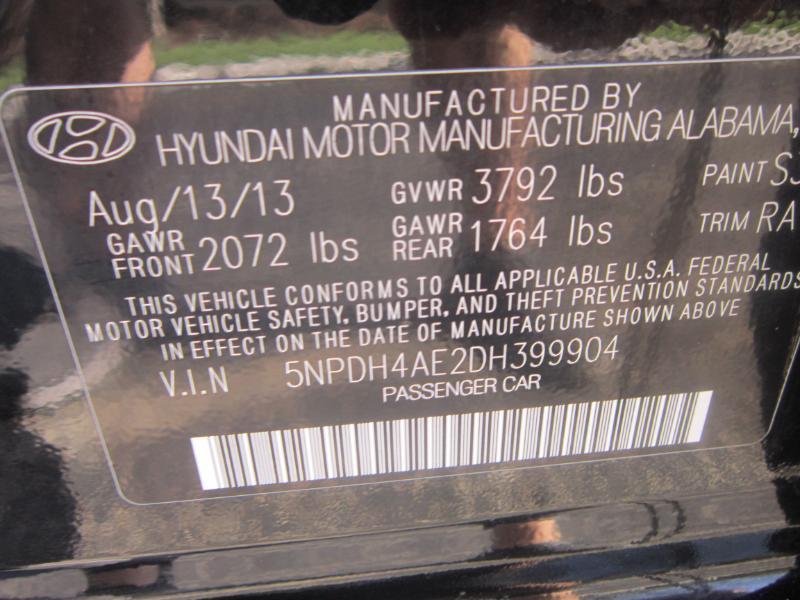 MANUFACTURED BY
HYUNDAI MOTOR MANUFACTURING ALABAMA,
Aug/13/13 GVWR 3792 lbs PAINT
GAWR FRONT 2072 lbs GAWR REAR 1764 lbs TRIM RA
THIS VEHICLE CONFORMS TO ALL APPLICABLE U.S.A. FEDERAL
MOTOR VEHICLE SAFETY, BUMPER, AND THEFT PREVENTION STANDARDS
IN EFFECT ON THE DATE OF MANUFACTURE SHOWN ABOVE
V.I.N 5NPDH4AE2DH399904
PASSENGER CAR